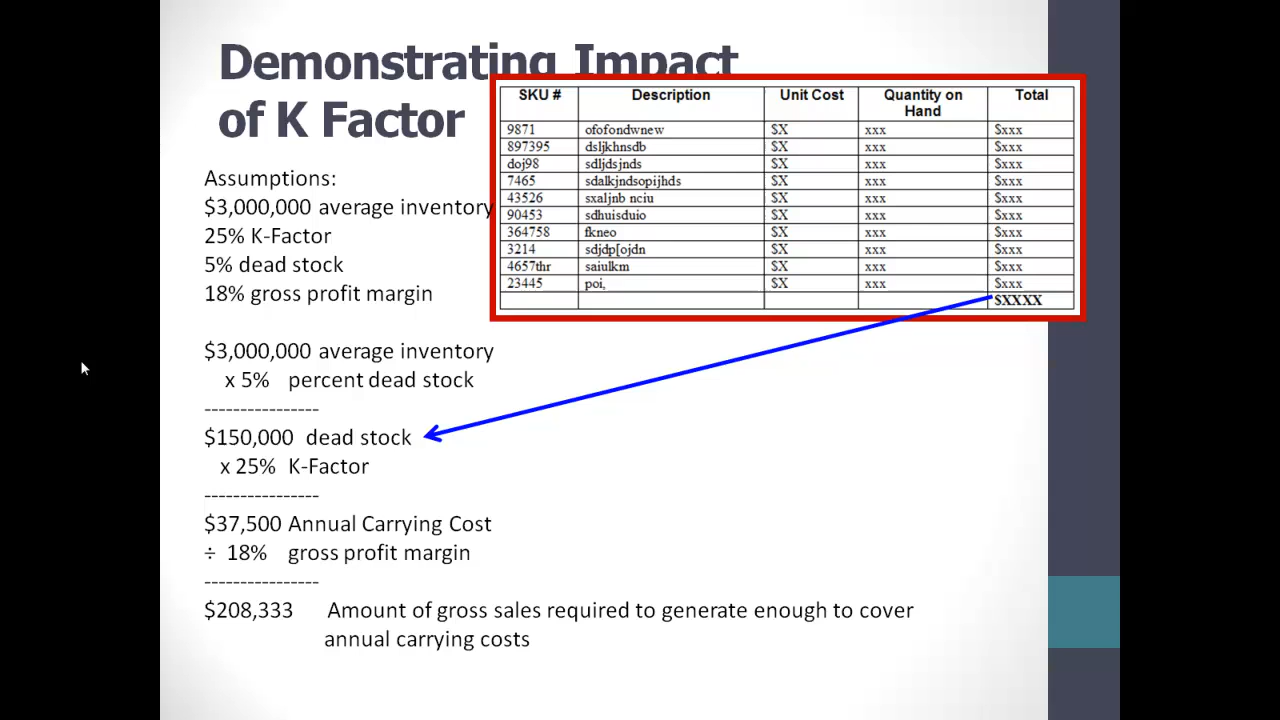 Demonstrating Impact
of K Factor
SKU # Description Unit Cost Quantity on Hand Total
9871 ofofondwnew $X xxx $xxx
897395 dsljkhnsdb $X xxx $xxx
doj98 sdljdsjnds $X xxx $xxx
7465 sdalkjndsopijhds $X xxx $xxx
43526 sxaljnb nciu $X xxx $xxx
90453 sdhuisduio $X xxx $xxx
364758 fkneo $X xxx $xxx
3214 sdjdp[ojdn $X xxx $xxx
4657thr saiulkm $X xxx $xxx
23445 poi, $X xxx $xxx
$XXXX
Assumptions:
$3,000,000 average inventory
25% K-Factor
5% dead stock
18% gross profit margin
$3,000,000 average inventory
x 5% percent dead stock
----------------
$150,000 dead stock
x 25% K-Factor
----------------
$37,500 Annual Carrying Cost
÷ 18% gross profit margin
----------------
$208,333 Amount of gross sales required to generate enough to cover
annual carrying costs